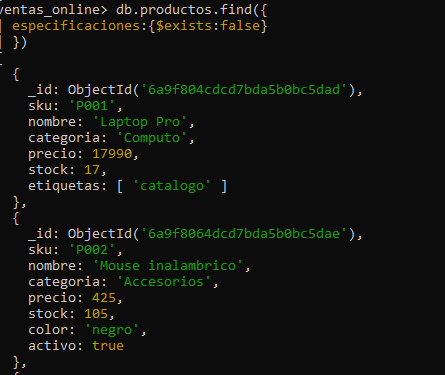 ventas_online> db.productos.find({
| especificaciones:{$exists:false}
| })
[
{
_id: ObjectId('6a9f804cdcd7bda5b0bc5dad'),
sku: 'P001',
nombre: 'Laptop Pro',
categoria: 'Computo',
precio: 17990,
stock: 17,
etiquetas: [ 'catalogo' ]
},
{
_id: ObjectId('6a9f8064dcd7bda5b0bc5dae'),
sku: 'P002',
nombre: 'Mouse inalambrico',
categoria: 'Accesorios',
precio: 425,
stock: 105,
color: 'negro',
activo: true
},